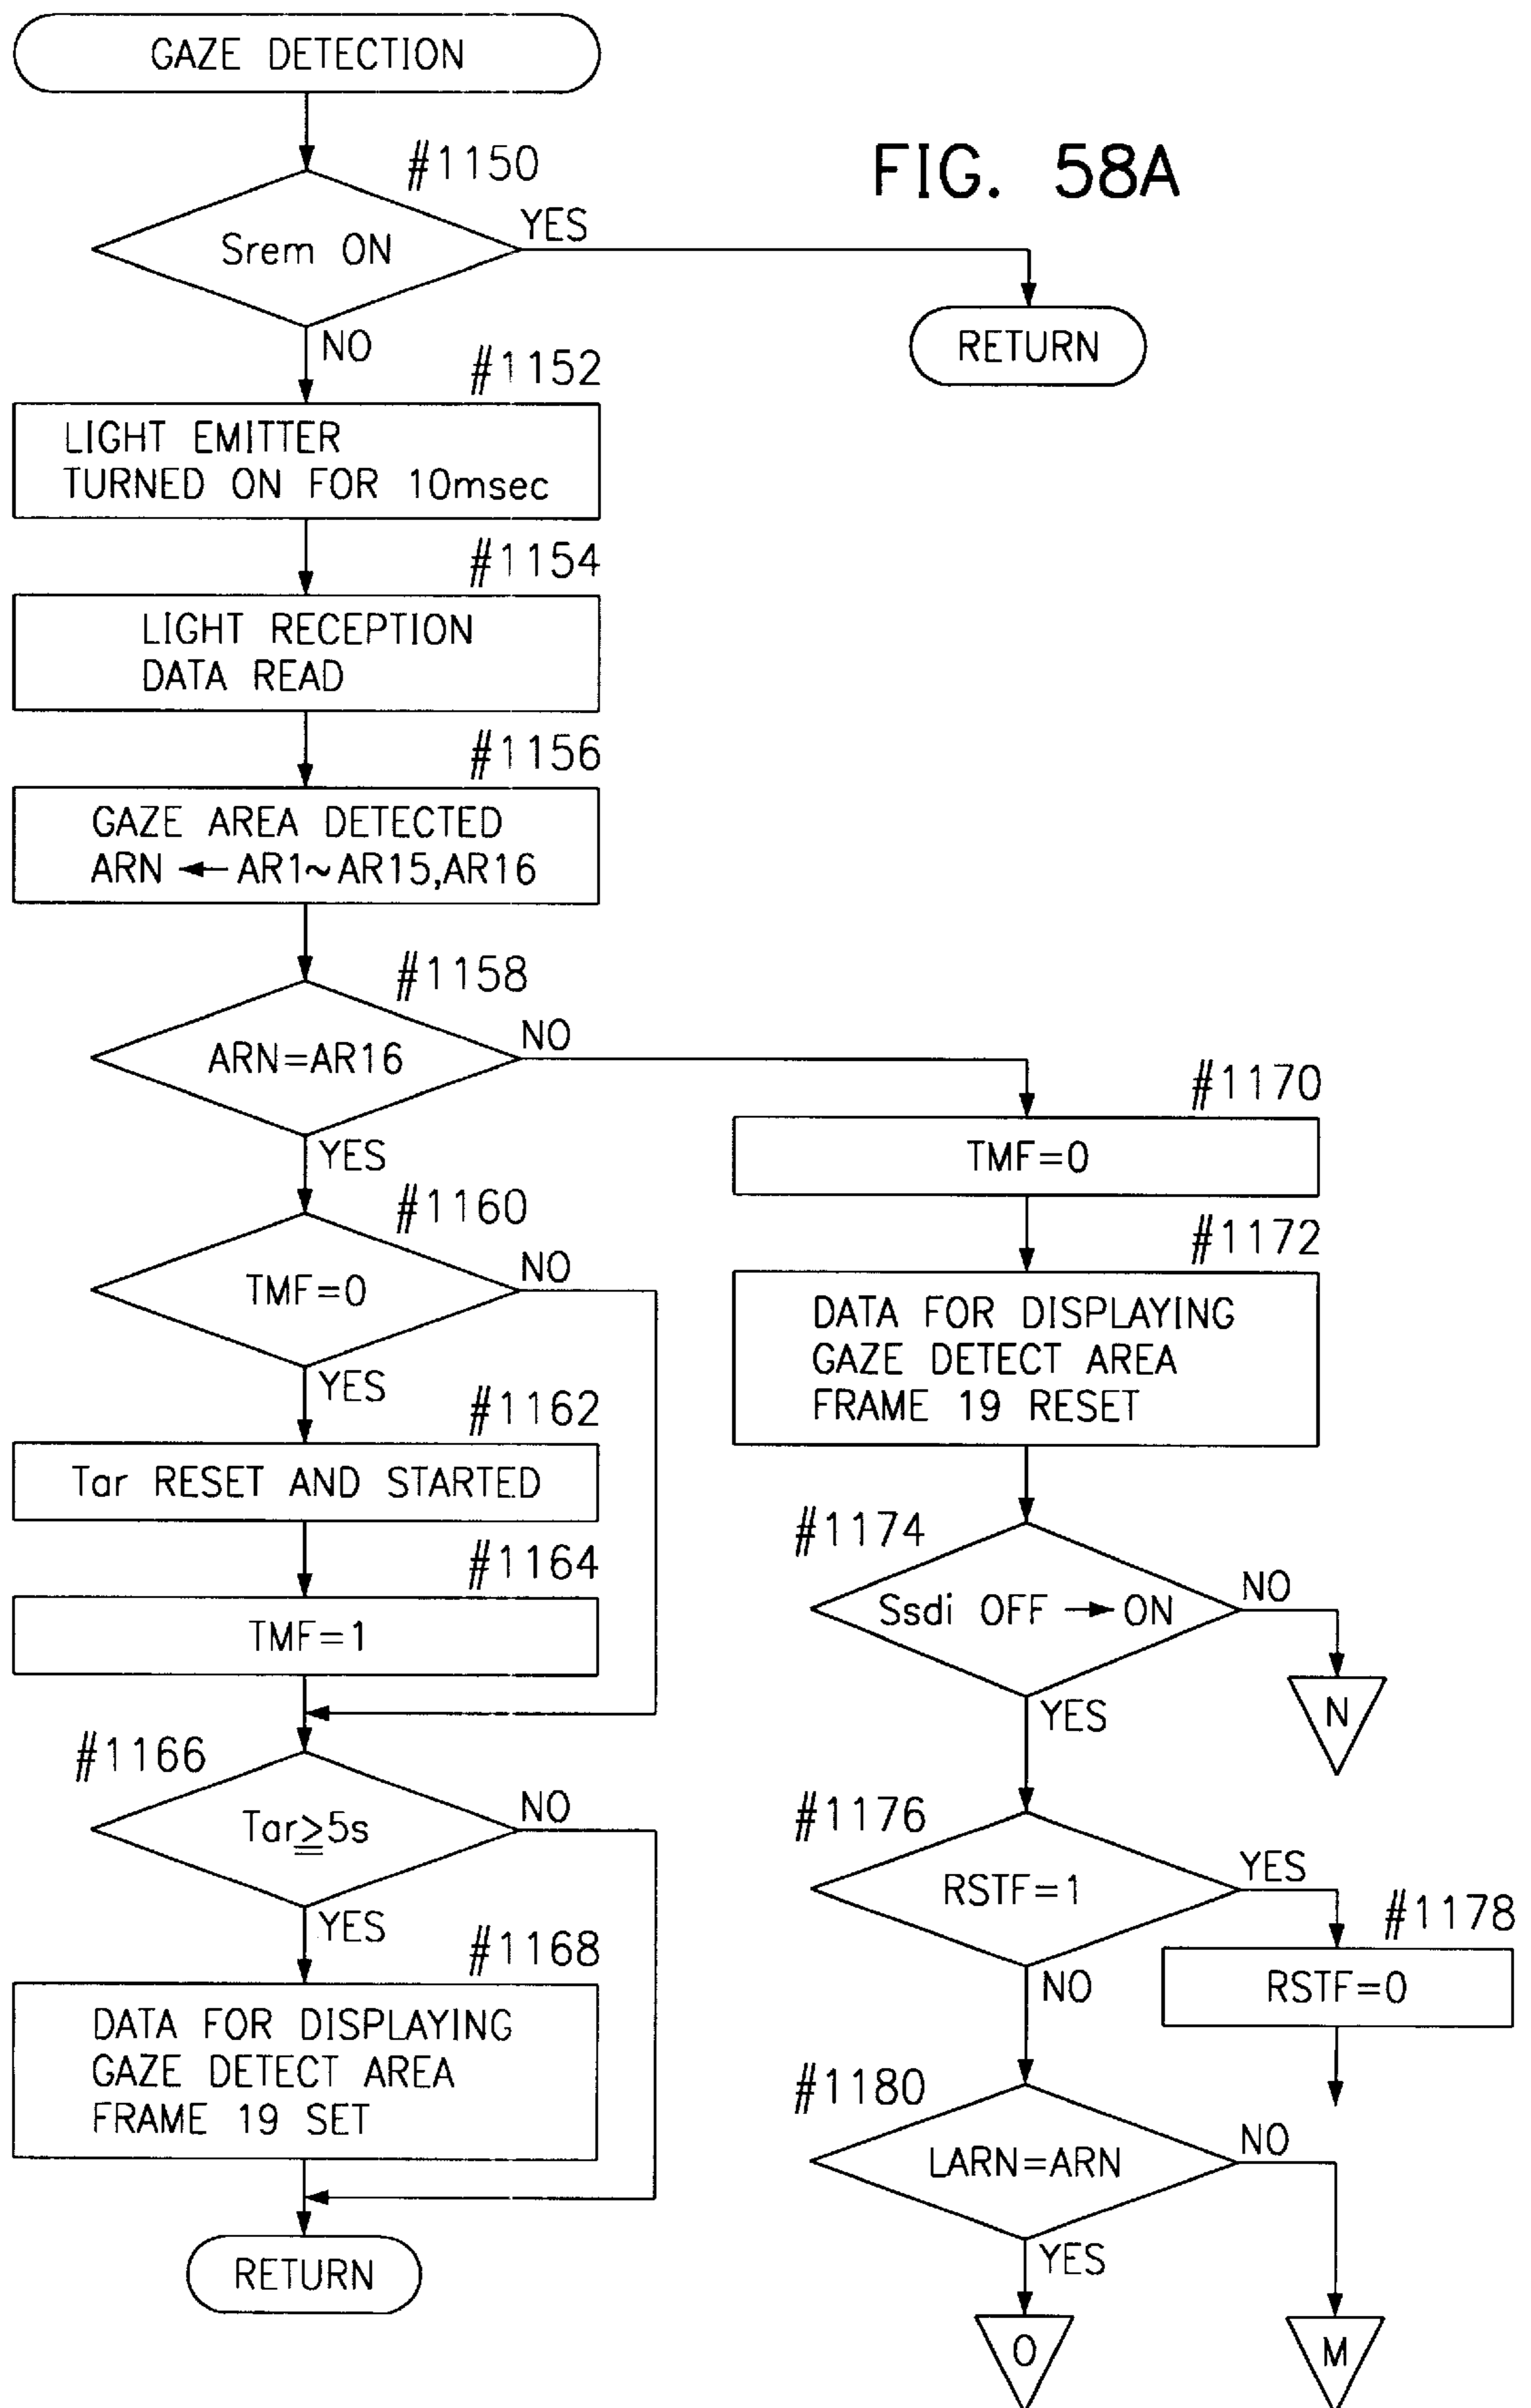 GAZE DETECTION
FIG. 58A
#1150
Srem ON
YES
RETURN
NO
#1152
LIGHT EMITTER
TURNED ON FOR 10msec
#1154
LIGHT RECEPTION
DATA READ
#1156
GAZE AREA DETECTED
ARN ← AR1~AR15,AR16
#1158
ARN=AR16
NO
YES
#1160
TMF=0
NO
YES
#1162
Tar RESET AND STARTED
#1164
TMF=1
#1166
Tar≧5s
NO
YES
#1168
DATA FOR DISPLAYING
GAZE DETECT AREA
FRAME 19 SET
RETURN
#1170
TMF=0
#1172
DATA FOR DISPLAYING
GAZE DETECT AREA
FRAME 19 RESET
#1174
Ssdi OFF → ON
NO
N
YES
#1176
RSTF=1
YES
#1178
RSTF=0
NO
#1180
LARN=ARN
NO
YES
O
M